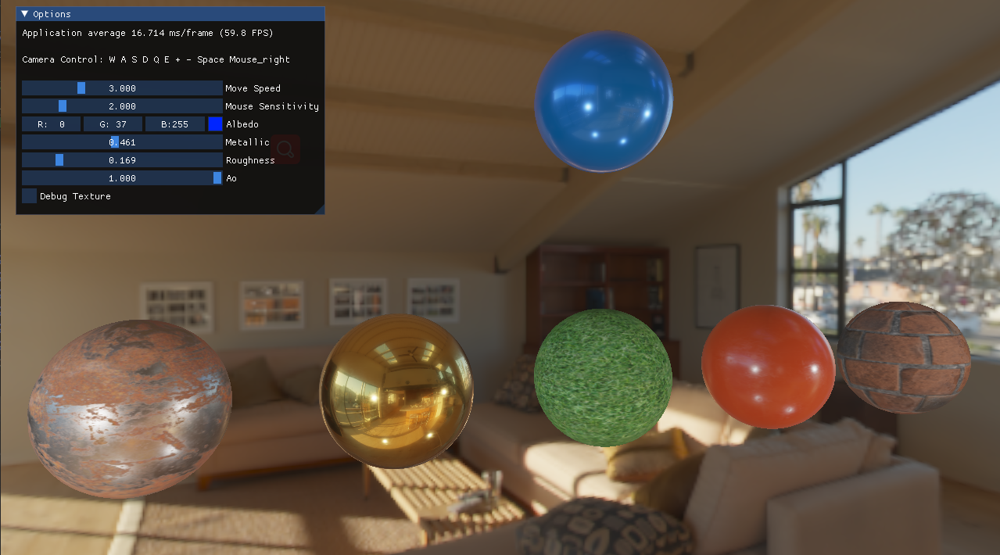 ▼ Options
Application average 16.714 ms/frame (59.8 FPS)
Camera Control: W A S D Q E + - Space Mouse_right
3.000 Move Speed
2.000 Mouse Sensitivity
R: 0 G: 37 B:255 Albedo
0.461 Metallic
0.169 Roughness
1.000 Ao
Debug Texture